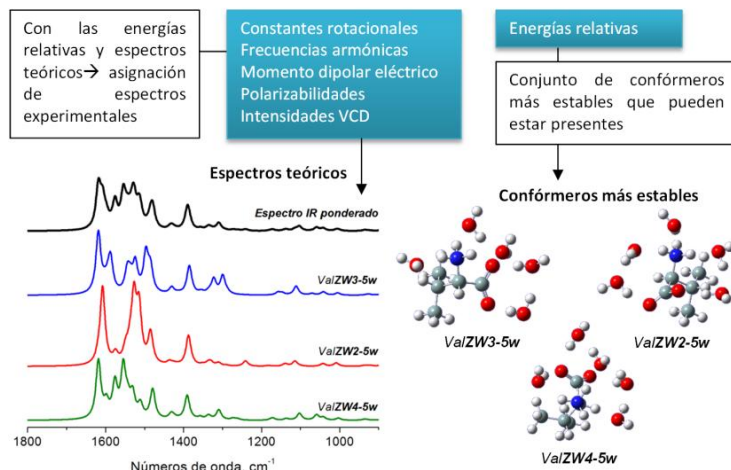 Con las energías
relativas y espectros
teóricos→ asignación
de espectros
experimentales
Constantes rotacionales
Frecuencias armónicas
Momento dipolar eléctrico
Polarizabilidades
Intensidades VCD
Energías relativas
Conjunto de confórmeros
más estables que pueden
estar presentes
Espectros teóricos
Espectro IR ponderado
ValZW3-5w
ValZW2-5w
ValZW4-5w
1800 1600 1400 1200 1000
Números de onda, cm⁻¹
Confórmeros más estables
ValZW3-5w
ValZW2-5w
ValZW4-5w